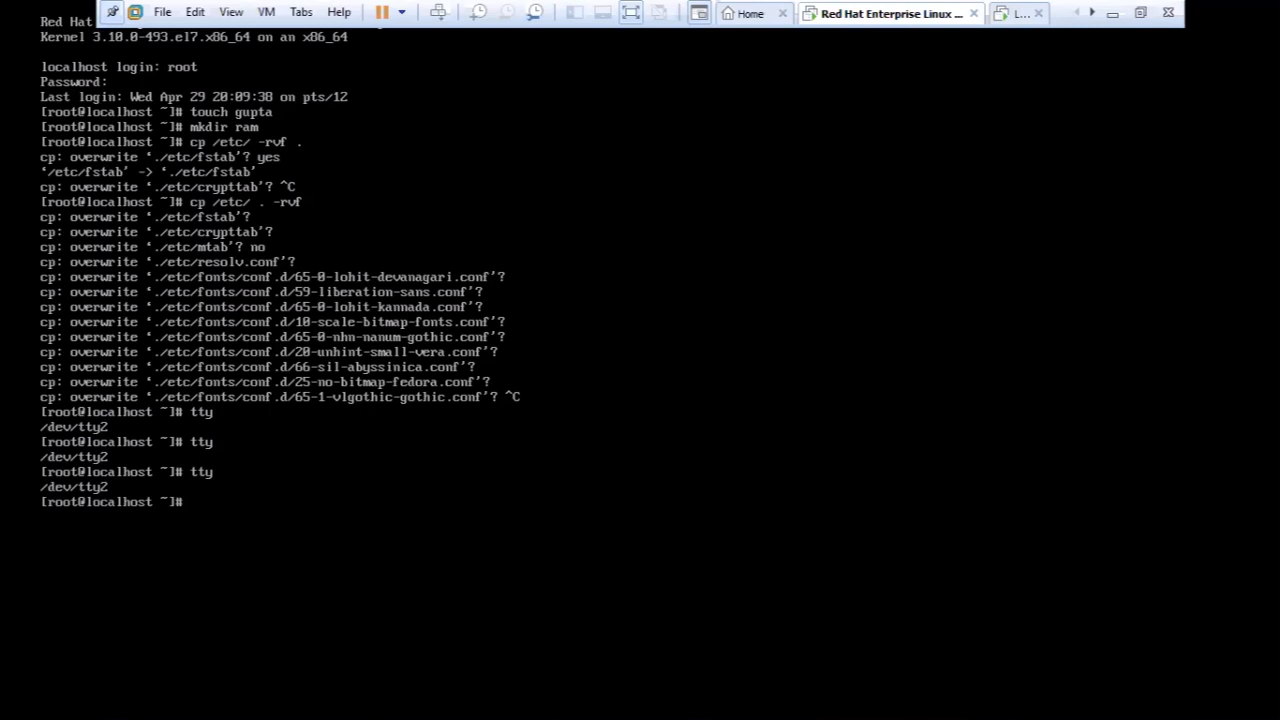 File Edit View VM Tabs Help Home Red Hat Enterprise Linux ... L...
Red Hat
Kernel 3.10.0-493.el7.x86_64 on an x86_64
localhost login: root
Password:
Last login: Wed Apr 29 20:09:38 on pts/12
[root@localhost ~]# touch gupta
[root@localhost ~]# mkdir ram
[root@localhost ~]# cp /etc/ -rvf .
cp: overwrite ‘./etc/fstab’? yes
‘/etc/fstab’ -> ‘./etc/fstab’
cp: overwrite ‘./etc/crypttab’? ^C
[root@localhost ~]# cp /etc/ . -rvf
cp: overwrite ‘./etc/fstab’?
cp: overwrite ‘./etc/crypttab’?
cp: overwrite ‘./etc/mtab’? no
cp: overwrite ‘./etc/resolv.conf’?
cp: overwrite ‘./etc/fonts/conf.d/65-0-lohit-devanagari.conf’?
cp: overwrite ‘./etc/fonts/conf.d/59-liberation-sans.conf’?
cp: overwrite ‘./etc/fonts/conf.d/65-0-lohit-kannada.conf’?
cp: overwrite ‘./etc/fonts/conf.d/10-scale-bitmap-fonts.conf’?
cp: overwrite ‘./etc/fonts/conf.d/65-0-nhn-nanum-gothic.conf’?
cp: overwrite ‘./etc/fonts/conf.d/20-unhint-small-vera.conf’?
cp: overwrite ‘./etc/fonts/conf.d/66-sil-abyssinica.conf’?
cp: overwrite ‘./etc/fonts/conf.d/25-no-bitmap-fedora.conf’?
cp: overwrite ‘./etc/fonts/conf.d/65-1-vlgothic-gothic.conf’? ^C
[root@localhost ~]# tty
/dev/tty2
[root@localhost ~]# tty
/dev/tty2
[root@localhost ~]# tty
/dev/tty2
[root@localhost ~]#